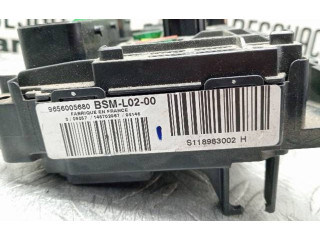 9656005680 BSM-L02-00
FABRIQUE EN FRANCE
S118983002 H